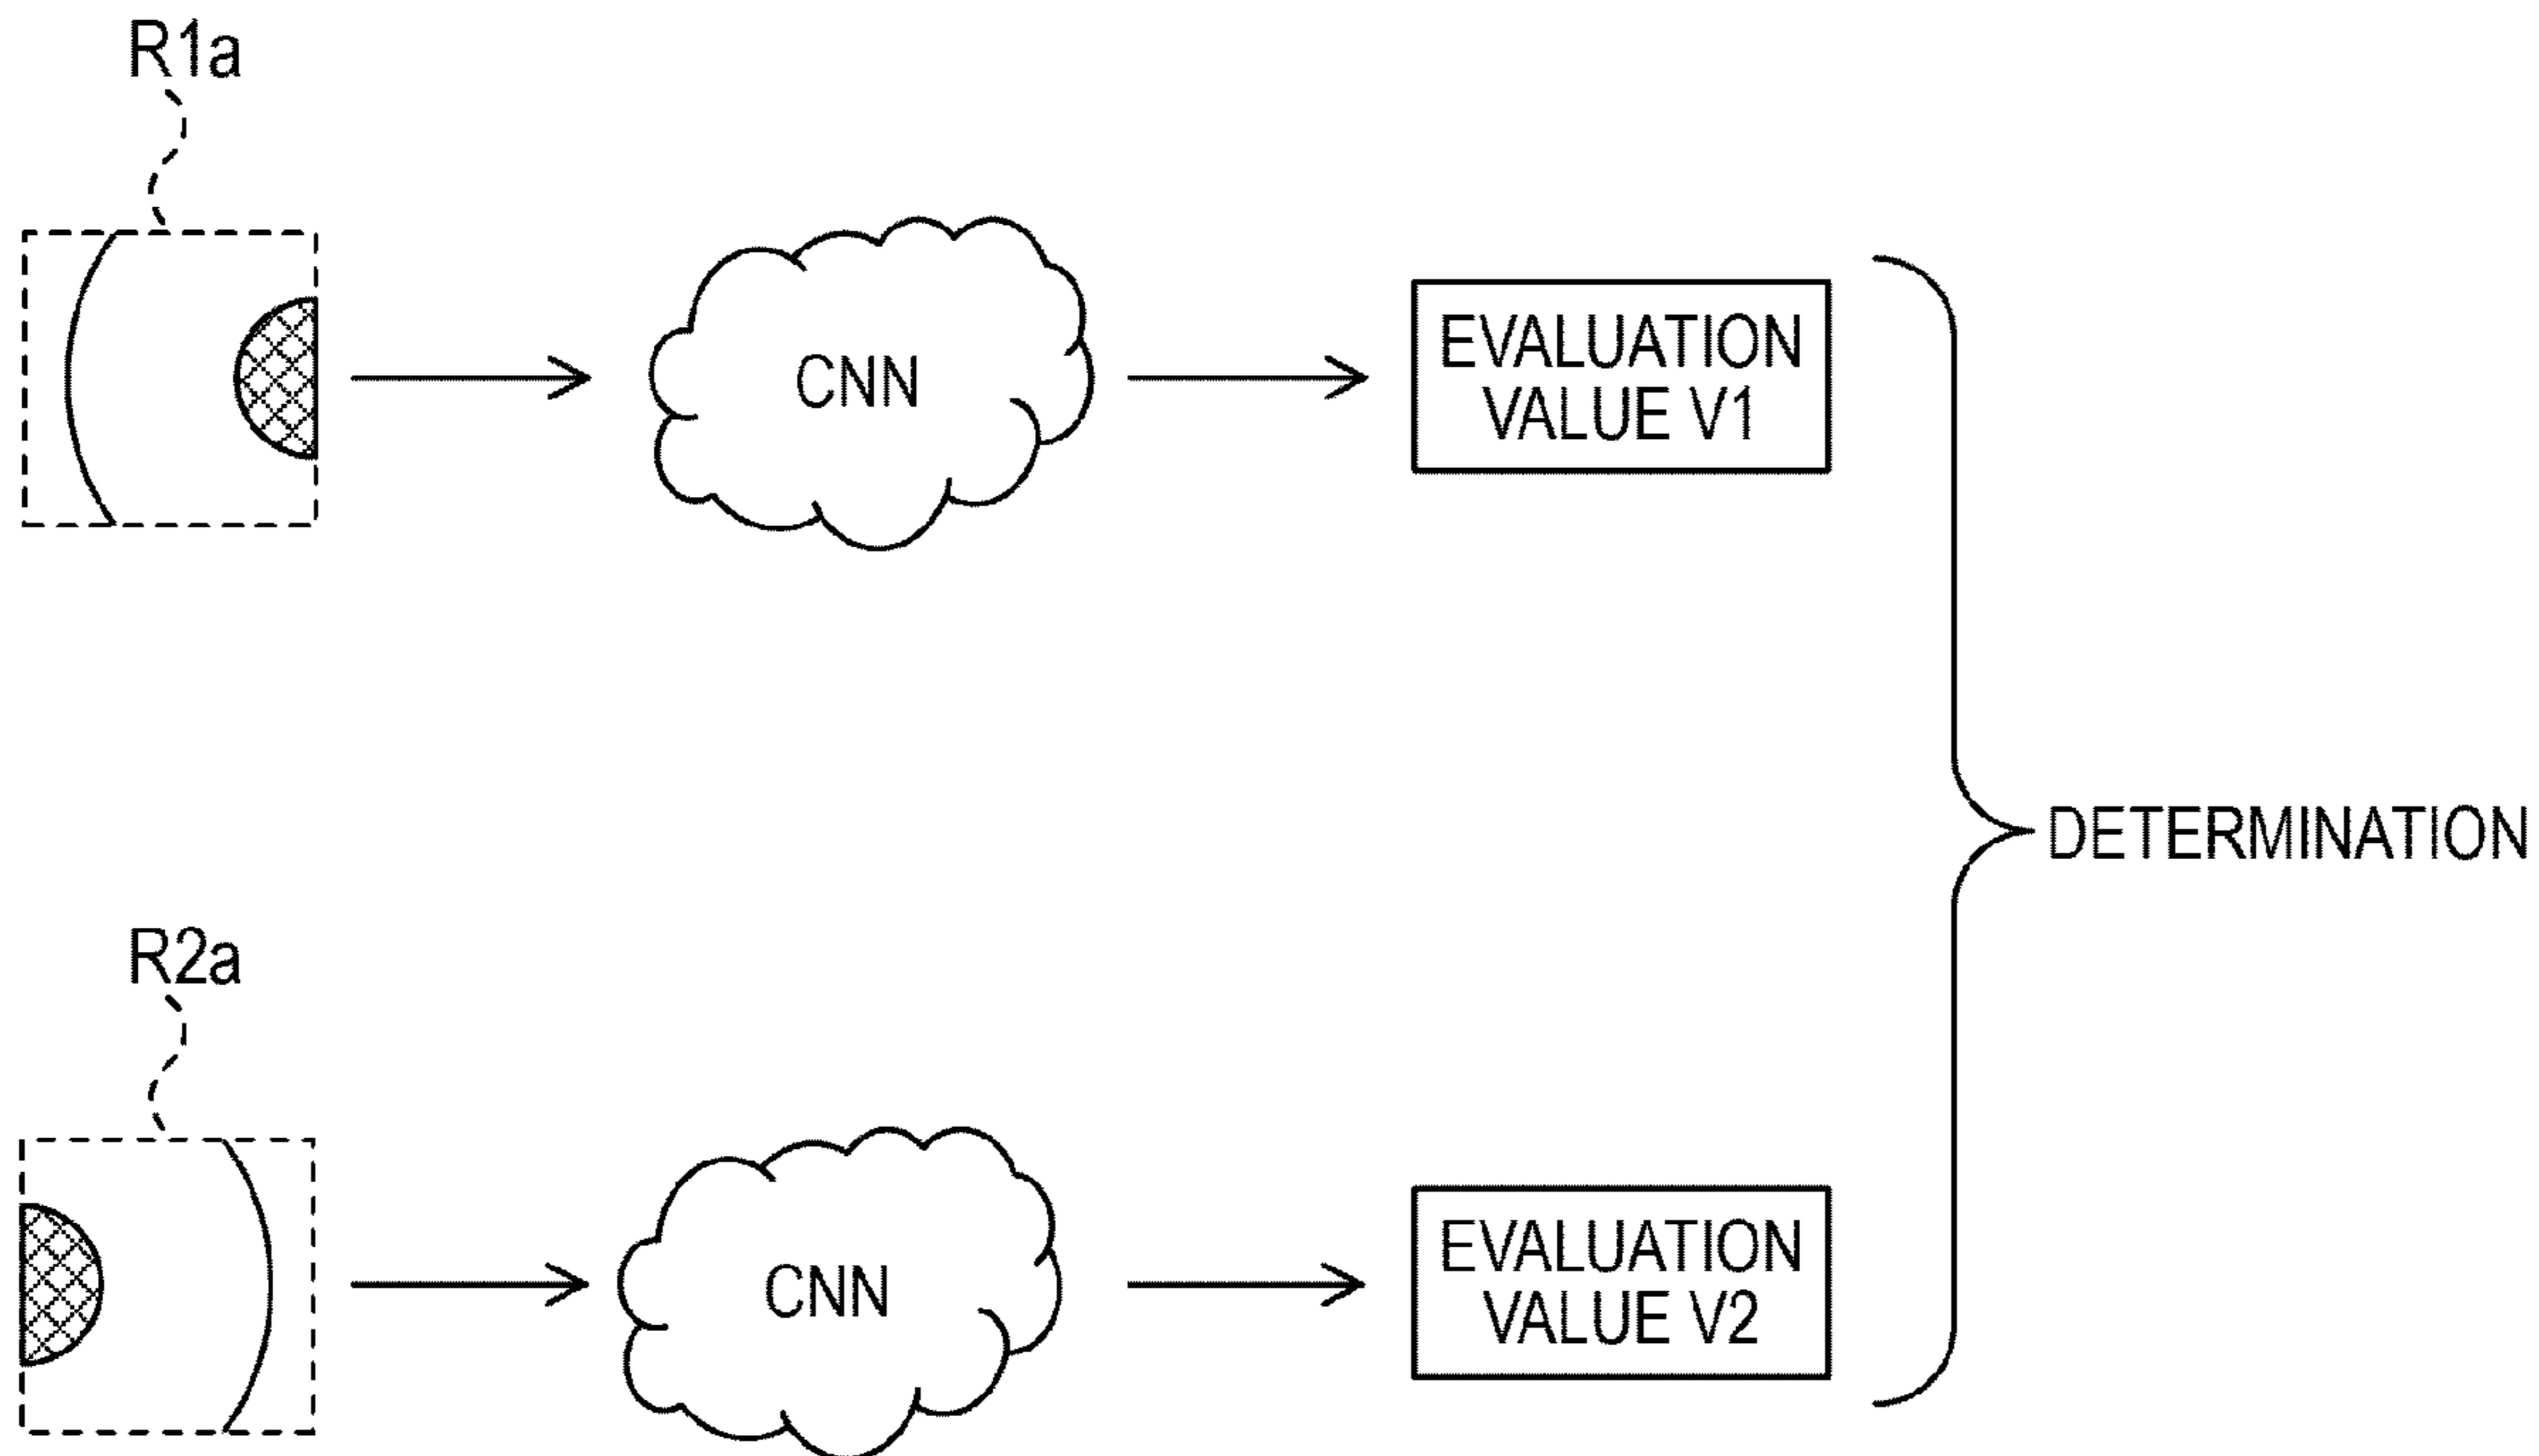 R1a
CNN
EVALUATION
VALUE V1
DETERMINATION
R2a
CNN
EVALUATION
VALUE V2